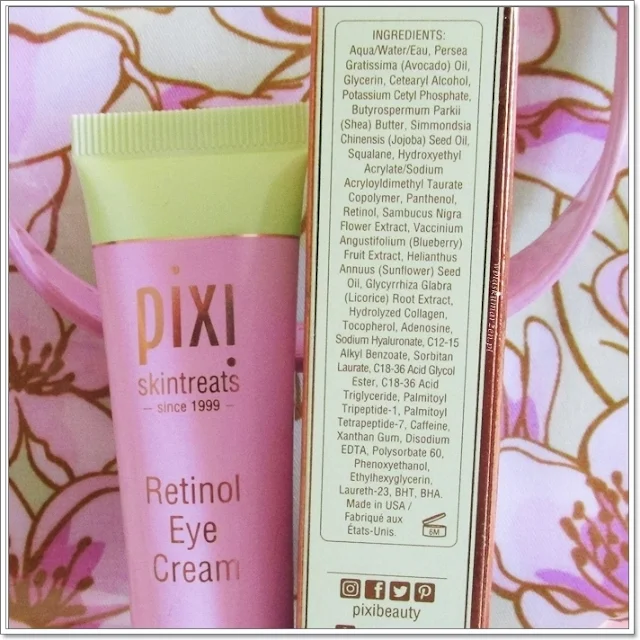 pixi
skintreats
– since 1999 –
Retinol
Eye
Cream
INGREDIENTS:
Aqua/Water/Eau, Persea
Gratissima (Avocado) Oil,
Glycerin, Cetearyl Alcohol,
Potassium Cetyl Phosphate,
Butyrospermum Parkii
(Shea) Butter, Simmondsia
Chinensis (Jojoba) Seed Oil,
Squalane, Hydroxyethyl
Acrylate/Sodium
Acryloyldimethyl Taurate
Copolymer, Panthenol,
Retinol, Sambucus Nigra
Flower Extract, Vaccinium
Angustifolium (Blueberry)
Fruit Extract, Helianthus
Annuus (Sunflower) Seed
Oil, Glycyrrhiza Glabra
(Licorice) Root Extract,
Hydrolyzed Collagen,
Tocopherol, Adenosine,
Sodium Hyaluronate, C12-15
Alkyl Benzoate, Sorbitan
Laurate, C18-36 Acid Glycol
Ester, C18-36 Acid
Triglyceride, Palmitoyl
Tripeptide-1, Palmitoyl
Tetrapeptide-7, Caffeine,
Xanthan Gum, Disodium
EDTA, Polysorbate 60,
Phenoxyethanol,
Ethylhexyglycerin,
Laureth-23, BHT, BHA.
Made in USA /
Fabriqué aux
États-Unis.
6M
pixibeauty